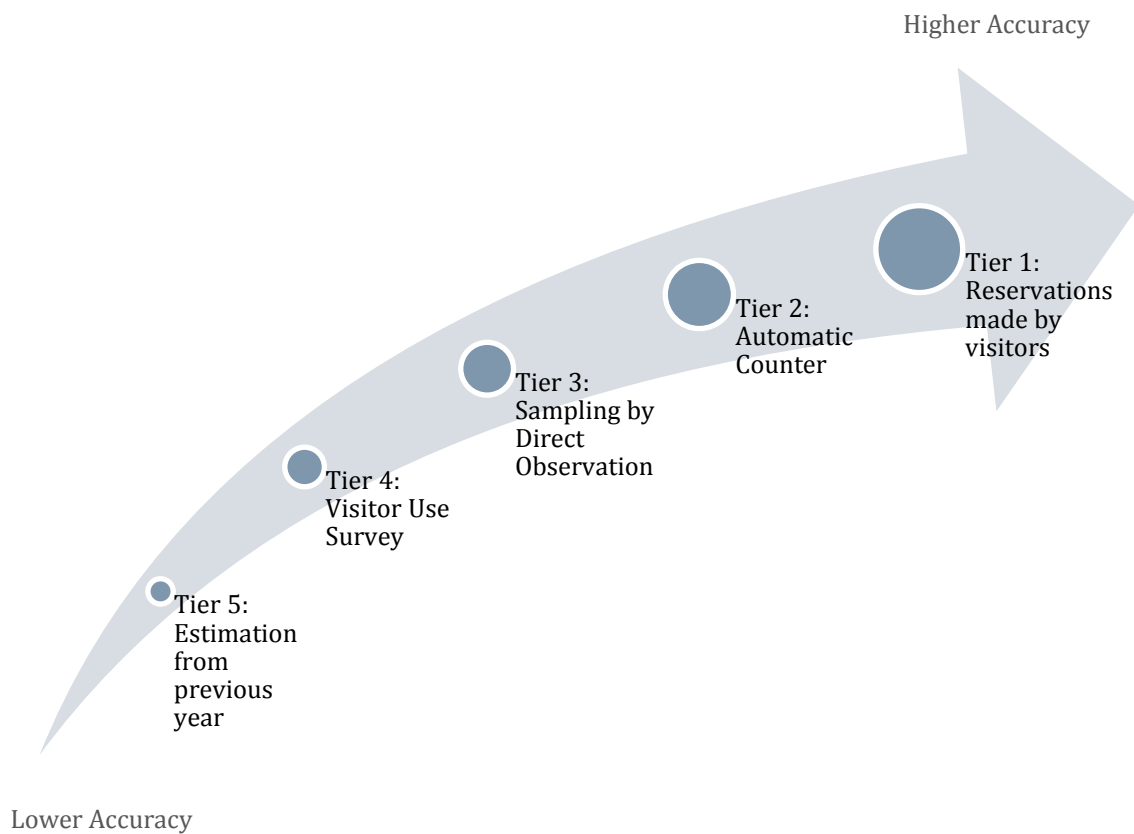 Higher Accuracy
Tier 1:
Reservations
made by
visitors
Tier 2:
Automatic
Counter
Tier 3:
Sampling by
Direct
Observation
Tier 4:
Visitor Use
Survey
Tier 5:
Estimation
from
previous
year
Lower Accuracy